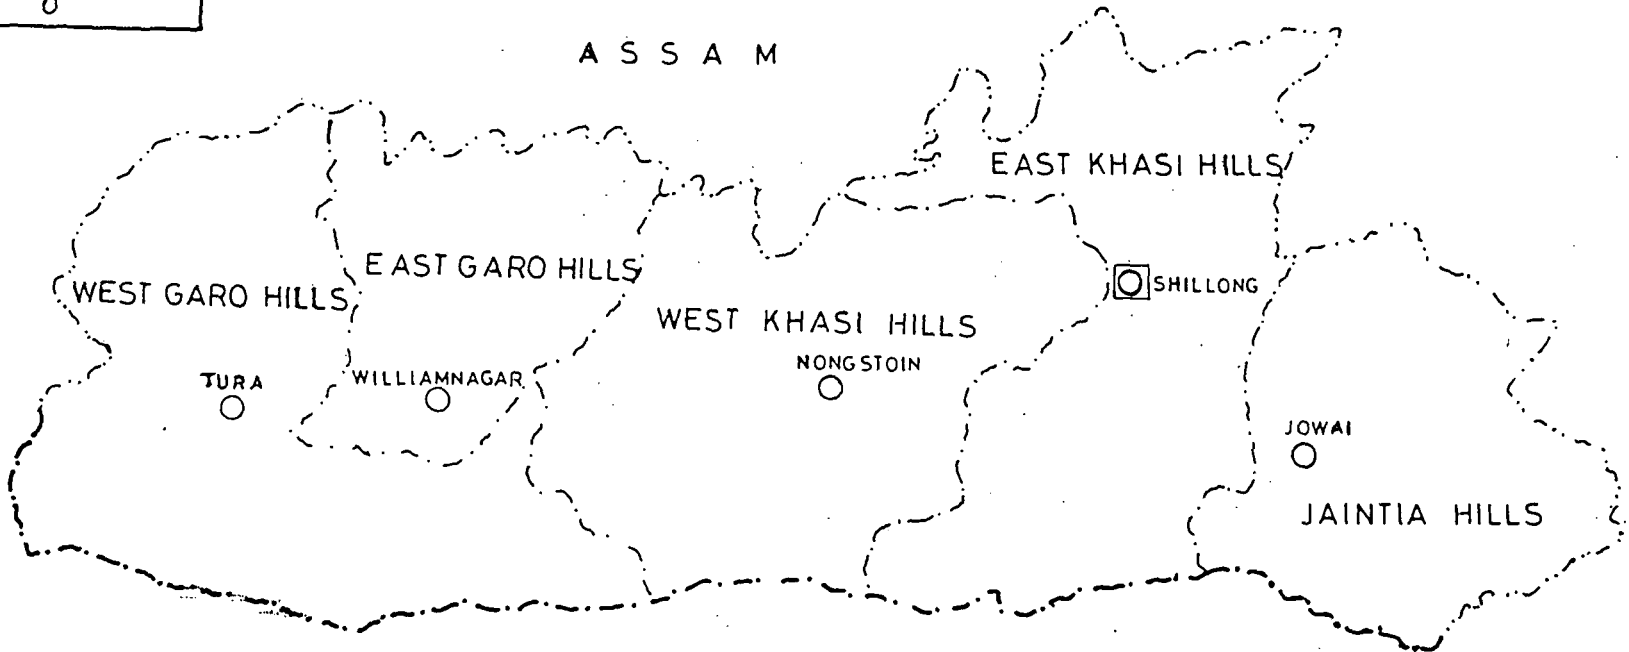 ASSAM
EAST KHASI HILLS
EAST GARO HILLS
SHILLONG
WEST GARO HILLS
WEST KHASI HILLS
NONGSTOIN
TURA
WILLIAMNAGAR
JOWAI
JAINTIA HILLS